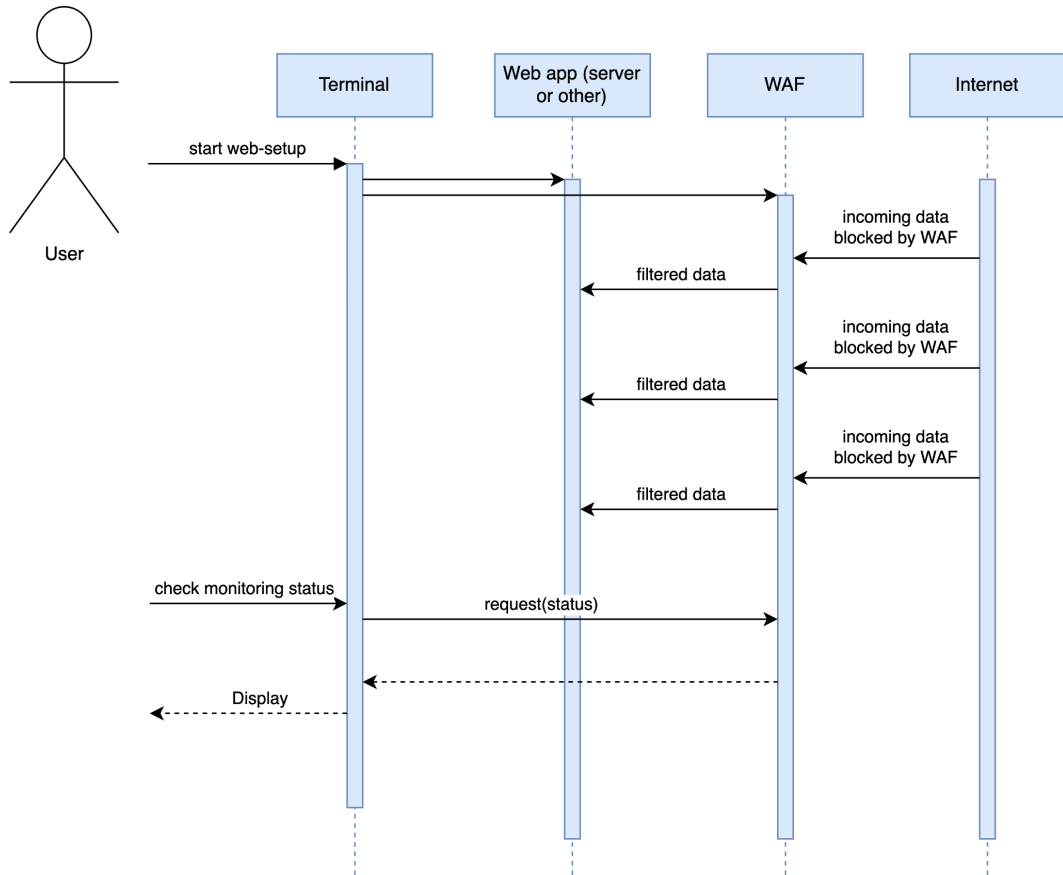 Terminal
Web app (server
or other)
WAF
Internet
User
start web-setup
incoming data
blocked by WAF
filtered data
incoming data
blocked by WAF
filtered data
incoming data
blocked by WAF
filtered data
check monitoring status
request(status)
Display